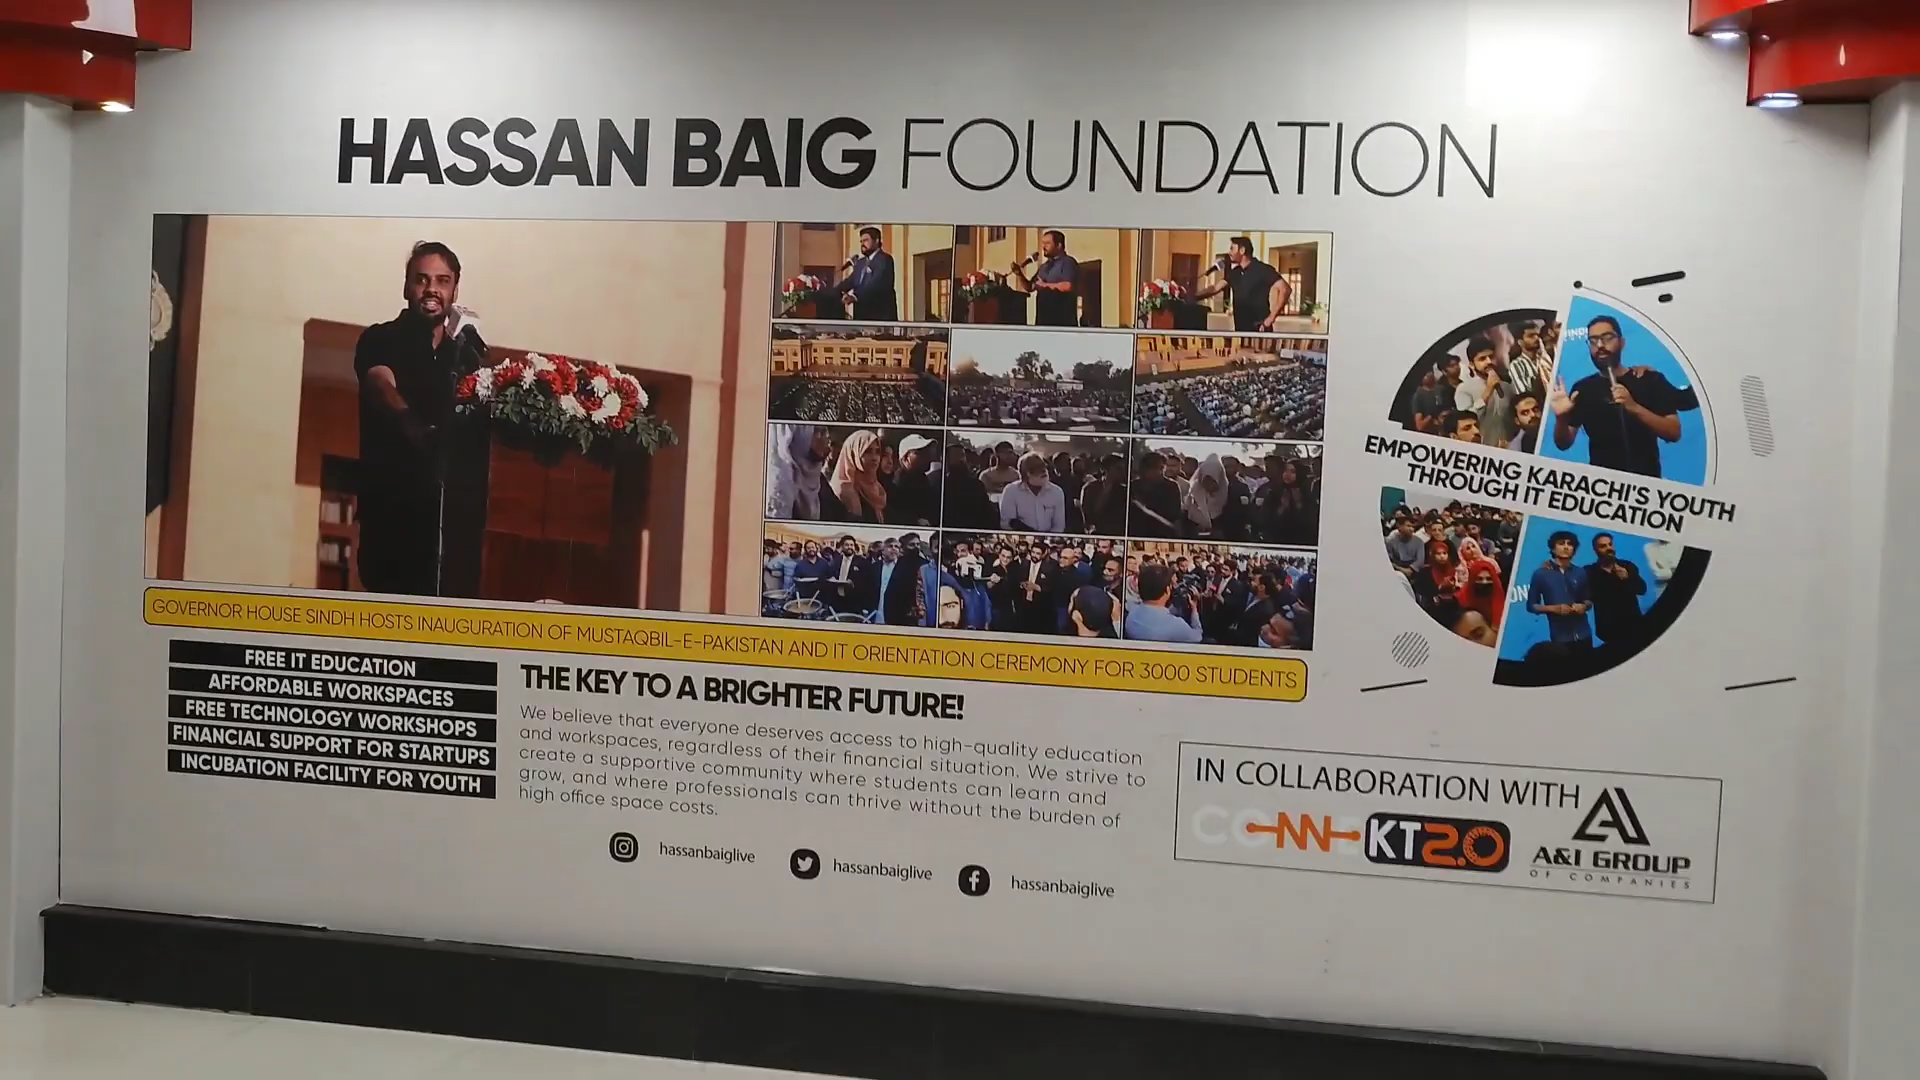 HASSAN BAIG FOUNDATION
EMPOWERING KARACHI'S YOUTH
THROUGH IT EDUCATION
GOVERNOR HOUSE SINDH HOSTS INAUGURATION OF MUSTAQBIL-E-PAKISTAN AND IT ORIENTATION CEREMONY FOR 3000 STUDENTS
FREE IT EDUCATION
AFFORDABLE WORKSPACES
FREE TECHNOLOGY WORKSHOPS
FINANCIAL SUPPORT FOR STARTUPS
INCUBATION FACILITY FOR YOUTH
THE KEY TO A BRIGHTER FUTURE!
We believe that everyone deserves access to high-quality education
and workspaces, regardless of their financial situation. We strive to
create a supportive community where students can learn and
grow, and where professionals can thrive without the burden of
high office space costs.
hassanbaiglive
hassanbaiglive
hassanbaiglive
IN COLLABORATION WITH
CONNEKT2.0
A&I GROUP
OF COMPANIES